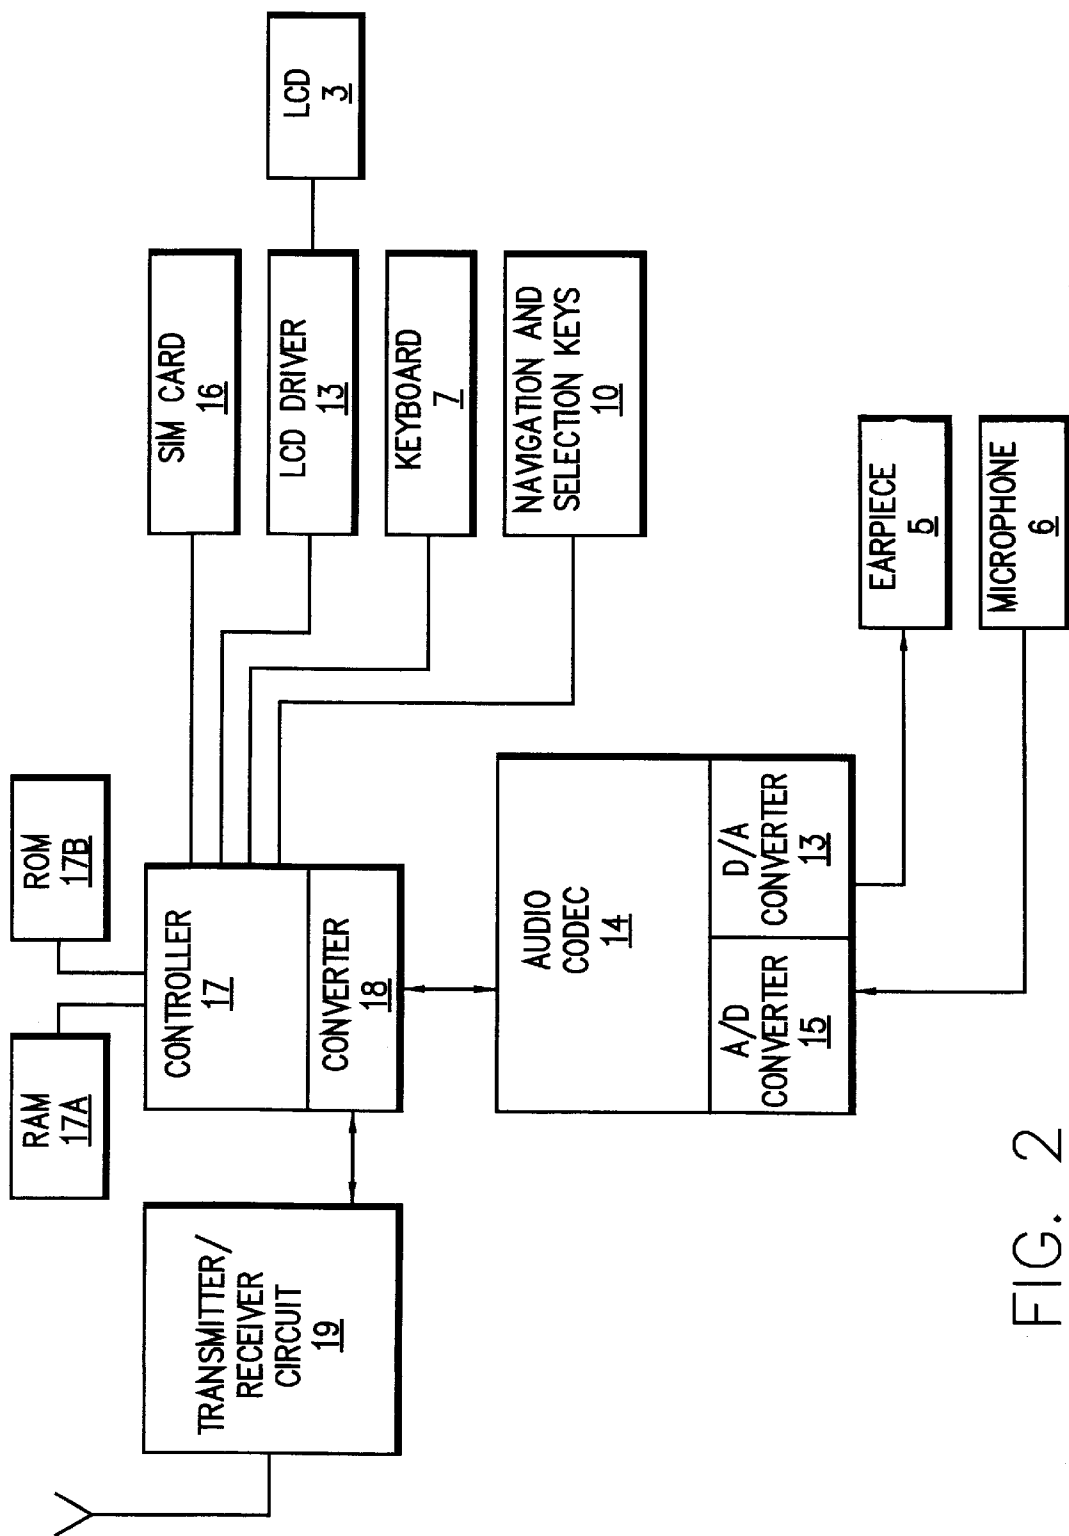 RAM
17A
ROM
17B
TRANSMITTER/
RECEIVER
CIRCUIT
19
CONTROLLER
17
CONVERTER
18
SIM CARD
16
LCD DRIVER
13
LCD
3
KEYBOARD
7
NAVIGATION AND
SELECTION KEYS
10
AUDIO
CODEC
14
A/D
CONVERTER
15
D/A
CONVERTER
13
EARPIECE
5
MICROPHONE
6
FIG. 2